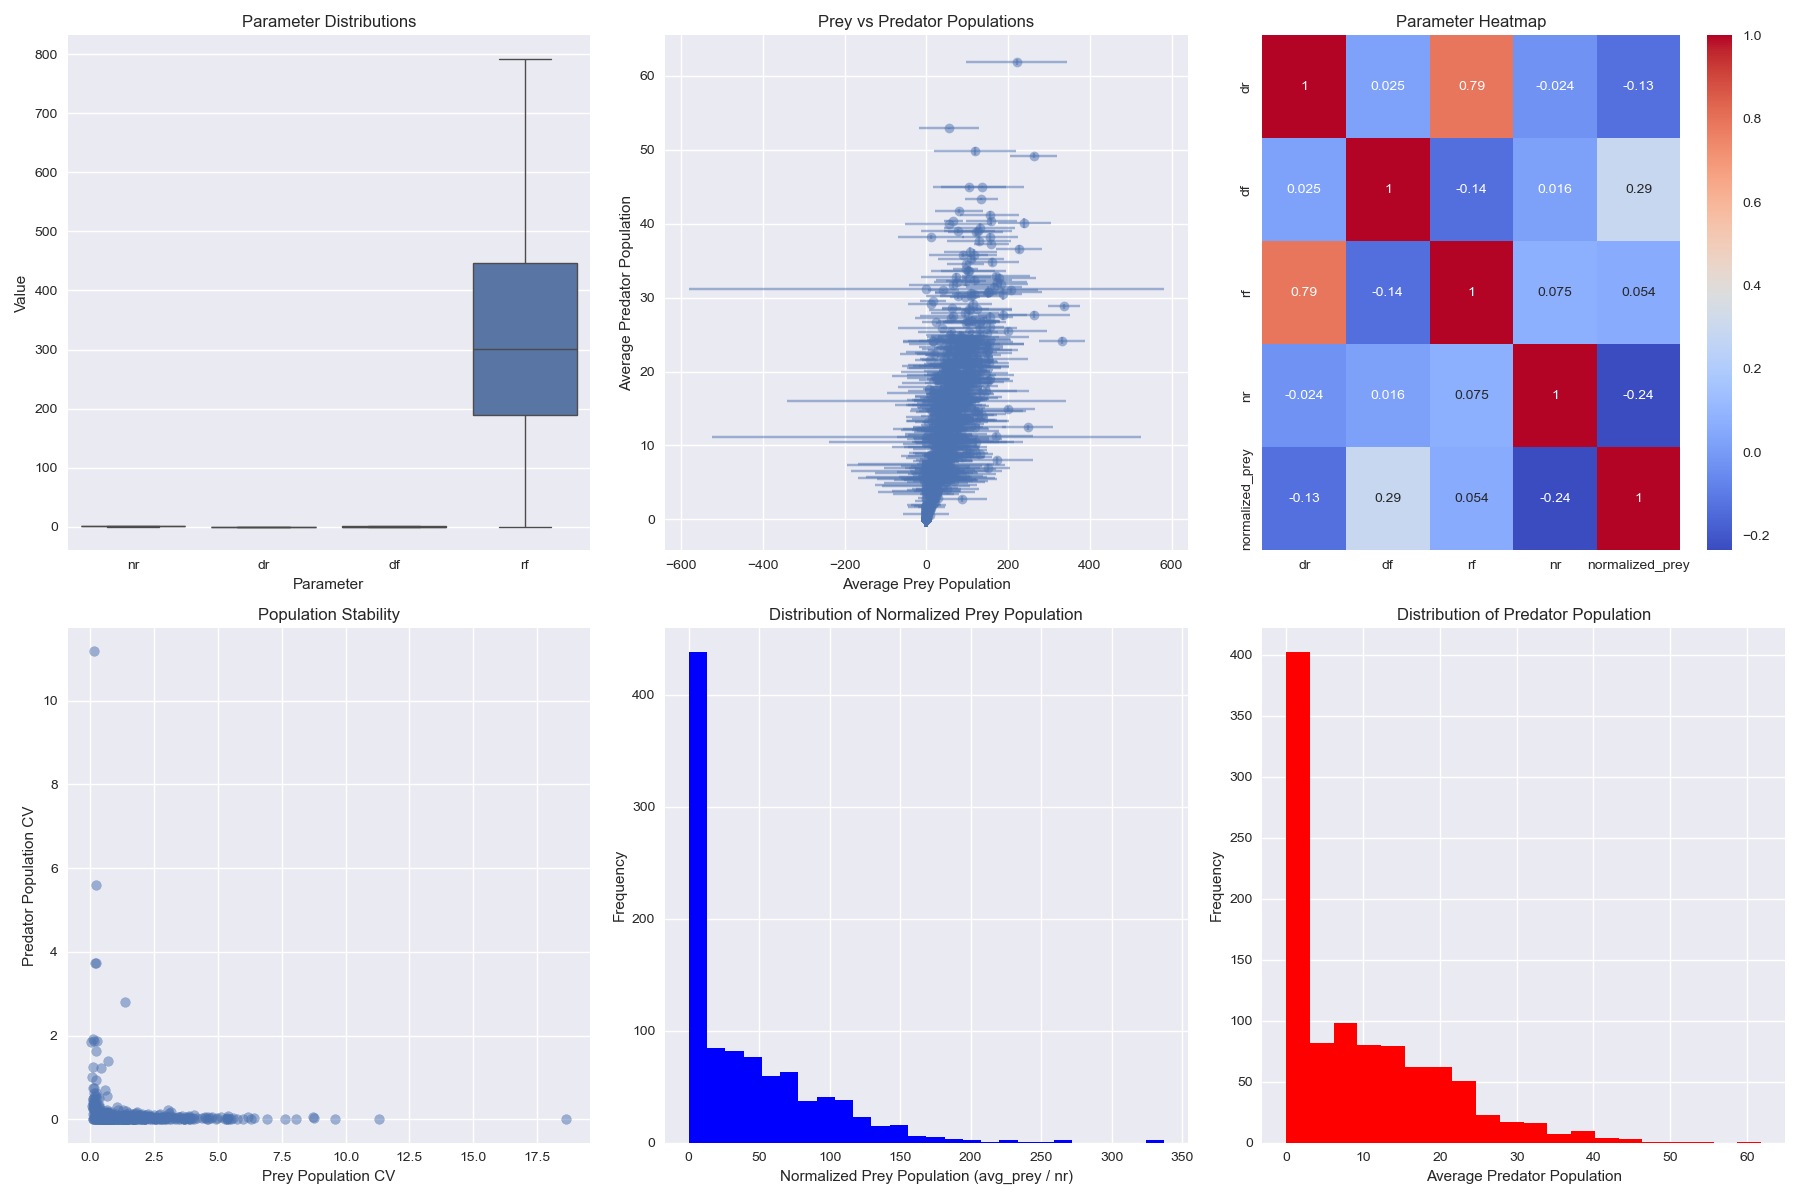 Parameter Distributions
800
700
600
500
400
300
200
100
0
Value
nr dr df rf
Parameter
Prey vs Predator Populations
60
50
40
30
20
10
0
Average Predator Population
−600 −400 −200 0 200 400 600
Average Prey Population
Parameter Heatmap
dr 1 0.025 0.79 -0.024 -0.13
df 0.025 1 -0.14 0.016 0.29
rf 0.79 -0.14 1 0.075 0.054
nr -0.024 0.016 0.075 1 -0.24
normalized_prey -0.13 0.29 0.054 -0.24 1
dr df rf nr normalized_prey
1.0
0.8
0.6
0.4
0.2
0.0
−0.2
Population Stability
10
8
6
4
2
0
Predator Population CV
0.0 2.5 5.0 7.5 10.0 12.5 15.0 17.5
Prey Population CV
Distribution of Normalized Prey Population
400
300
200
100
0
Frequency
0 50 100 150 200 250 300 350
Normalized Prey Population (avg_prey / nr)
Distribution of Predator Population
400
350
300
250
200
150
100
50
0
Frequency
0 10 20 30 40 50 60
Average Predator Population